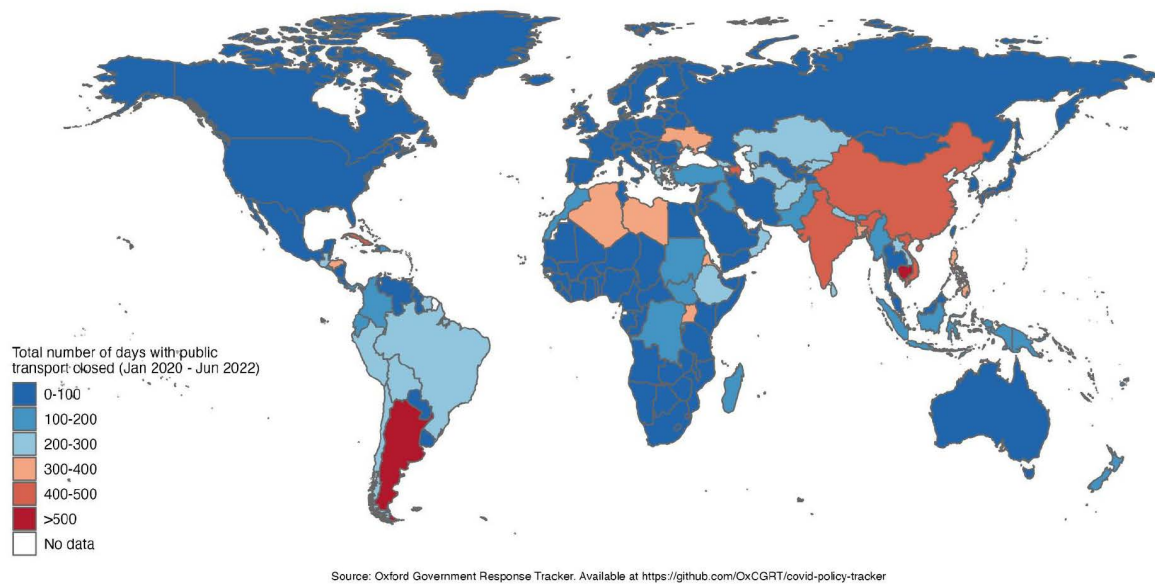 Total number of days with public
transport closed (Jan 2020 - Jun 2022)
0-100
100-200
200-300
300-400
400-500
>500
No data
Source: Oxford Government Response Tracker. Available at https://github.com/OxCGRT/covid-policy-tracker